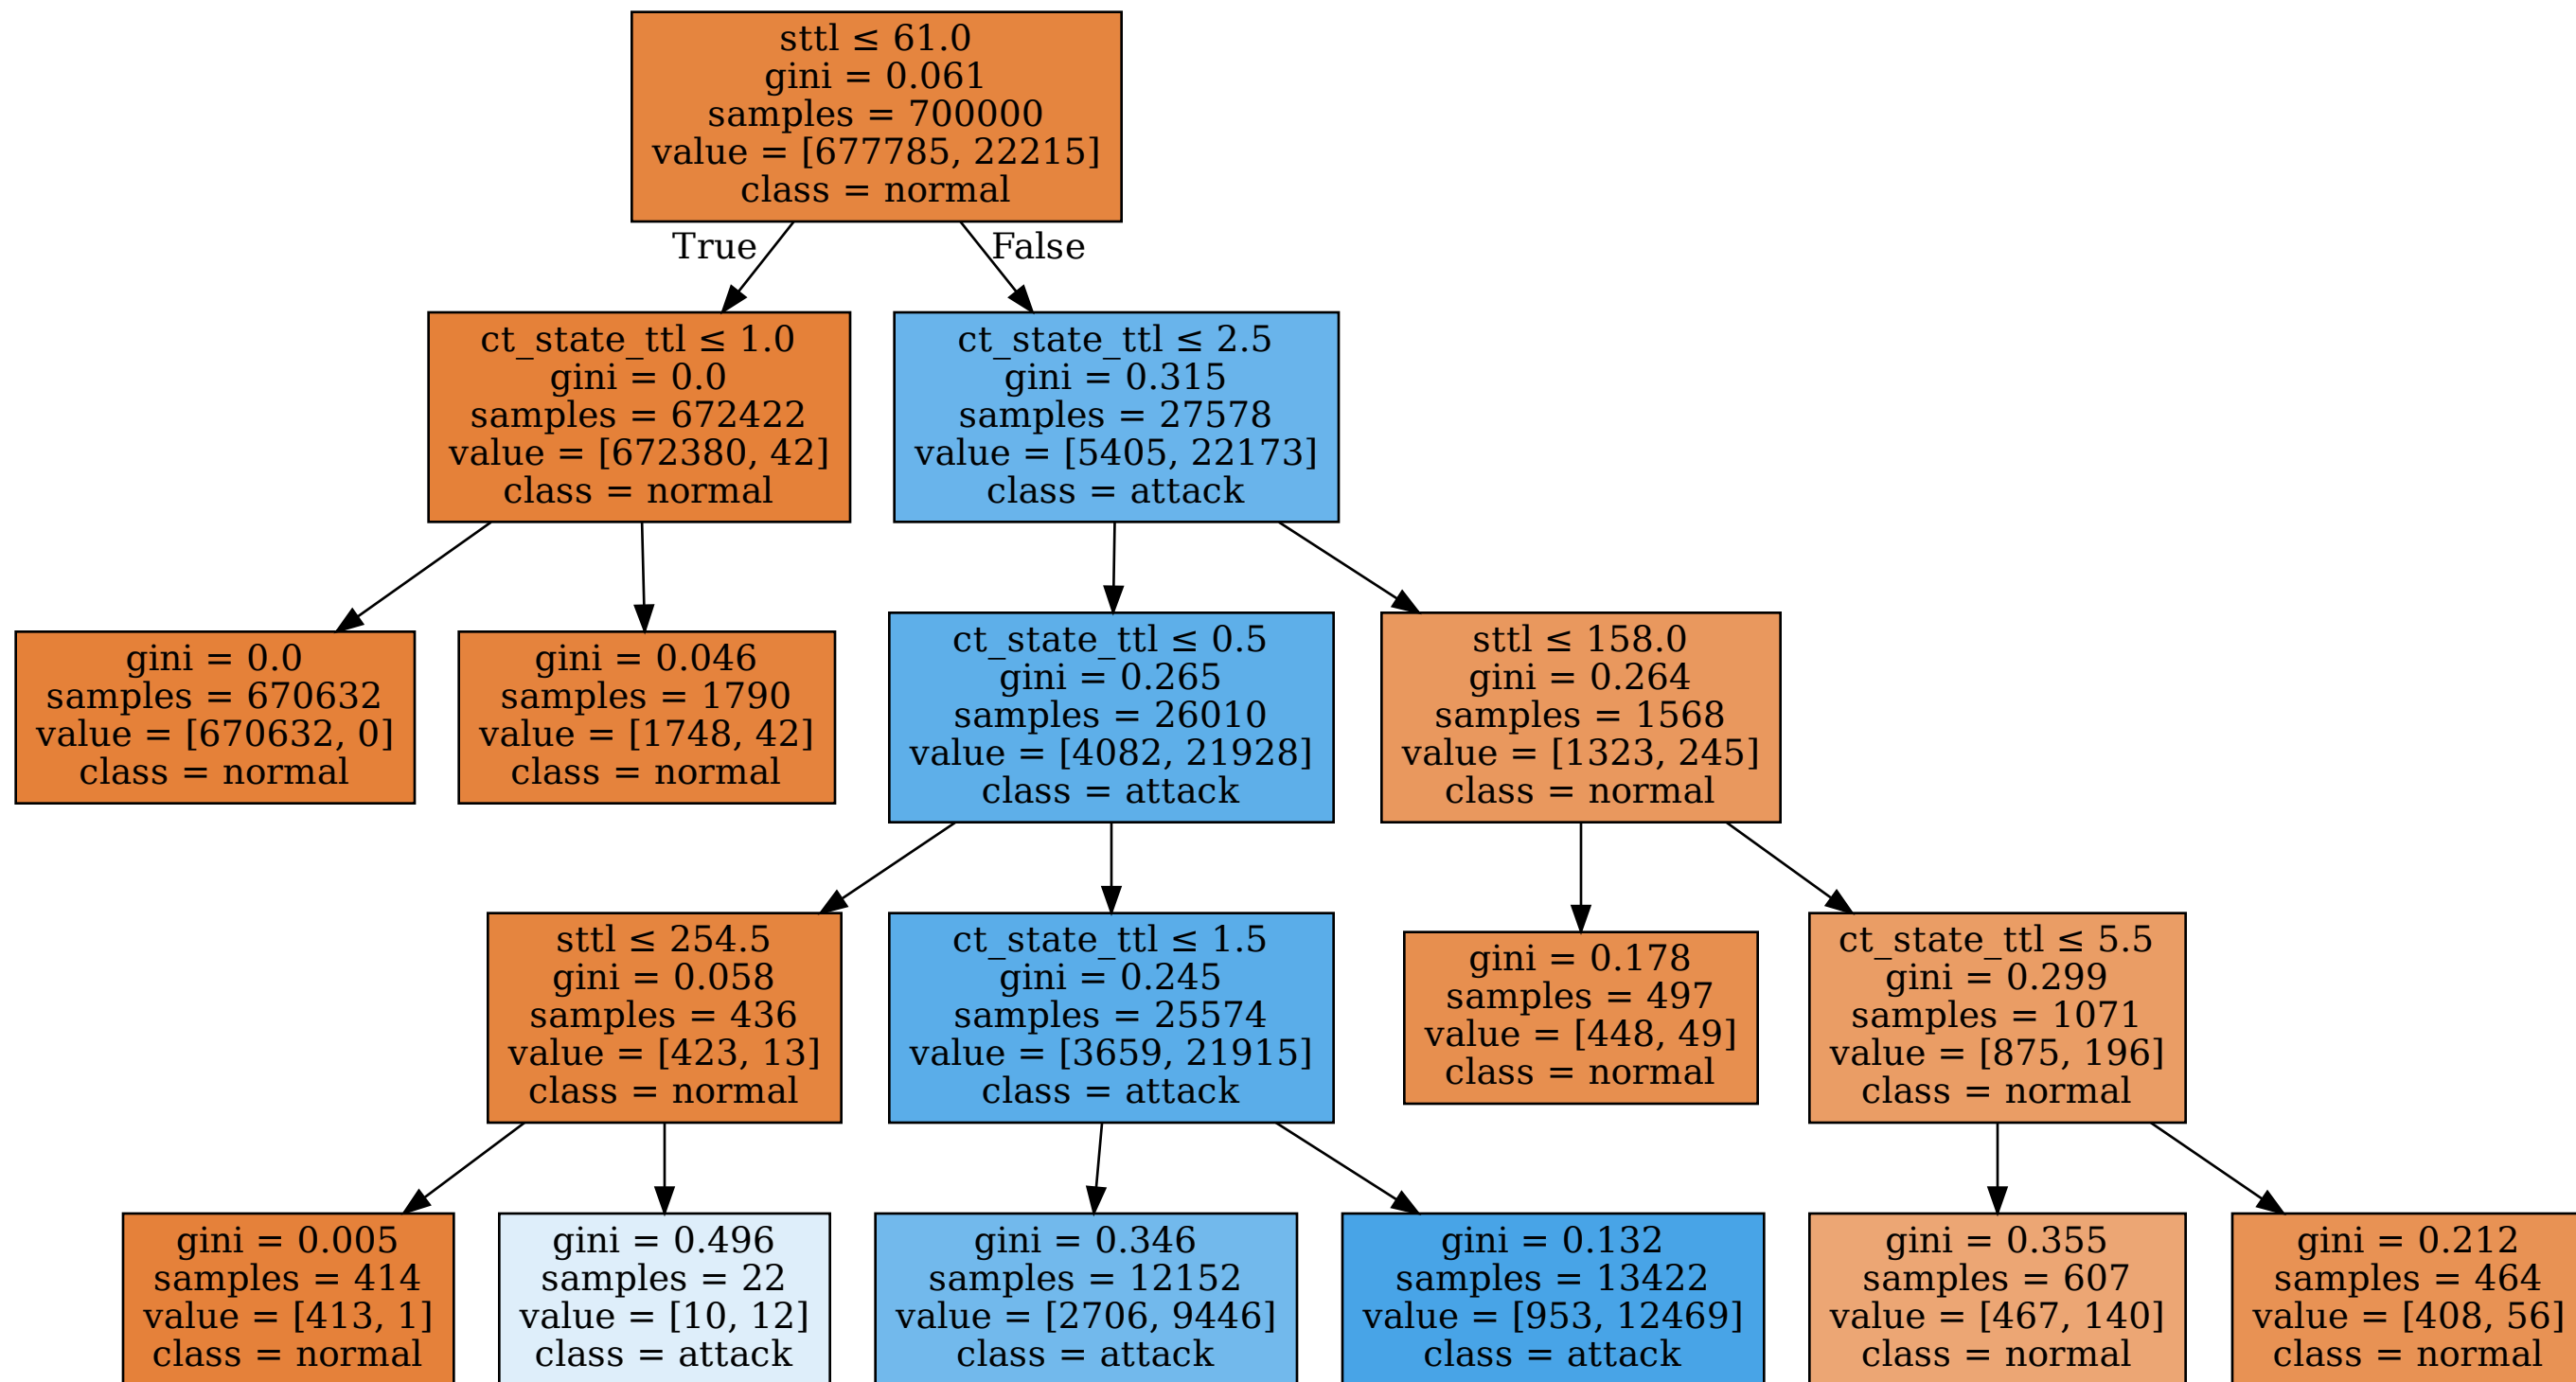 sttl ≤ 61.0
gini = 0.061
samples = 700000
value = [677785, 22215]
class = normal
True
False
ct_state_ttl ≤ 1.0
gini = 0.0
samples = 672422
value = [672380, 42]
class = normal
ct_state_ttl ≤ 2.5
gini = 0.315
samples = 27578
value = [5405, 22173]
class = attack
gini = 0.0
samples = 670632
value = [670632, 0]
class = normal
gini = 0.046
samples = 1790
value = [1748, 42]
class = normal
ct_state_ttl ≤ 0.5
gini = 0.265
samples = 26010
value = [4082, 21928]
class = attack
sttl ≤ 158.0
gini = 0.264
samples = 1568
value = [1323, 245]
class = normal
sttl ≤ 254.5
gini = 0.058
samples = 436
value = [423, 13]
class = normal
ct_state_ttl ≤ 1.5
gini = 0.245
samples = 25574
value = [3659, 21915]
class = attack
gini = 0.178
samples = 497
value = [448, 49]
class = normal
ct_state_ttl ≤ 5.5
gini = 0.299
samples = 1071
value = [875, 196]
class = normal
gini = 0.005
samples = 414
value = [413, 1]
class = normal
gini = 0.496
samples = 22
value = [10, 12]
class = attack
gini = 0.346
samples = 12152
value = [2706, 9446]
class = attack
gini = 0.132
samples = 13422
value = [953, 12469]
class = attack
gini = 0.355
samples = 607
value = [467, 140]
class = normal
gini = 0.212
samples = 464
value = [408, 56]
class = normal